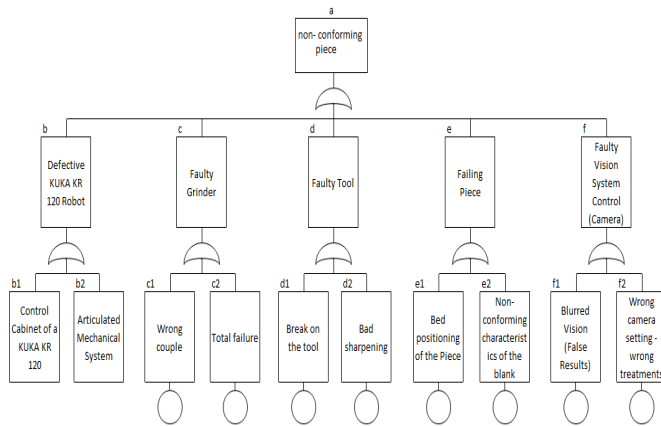 a
non- conforming
piece
b
c
d
e
f
Defective
KUKA KR
120 Robot
Faulty
Grinder
Faulty Tool
Failing
Piece
Faulty
Vision
System
Control
(Camera)
b1
b2
c1
c2
d1
d2
e1
e2
f1
f2
Control
Cabinet of a
KUKA KR
120
Articulated
Mechanical
System
Wrong
couple
Total failure
Break on
the tool
Bad
sharpening
Bed
positioning
of the Piece
Non-
conforming
characterist
ics of the
blank
Blurred
Vision
(False
Results)
Wrong
camera
setting -
wrong
treatments